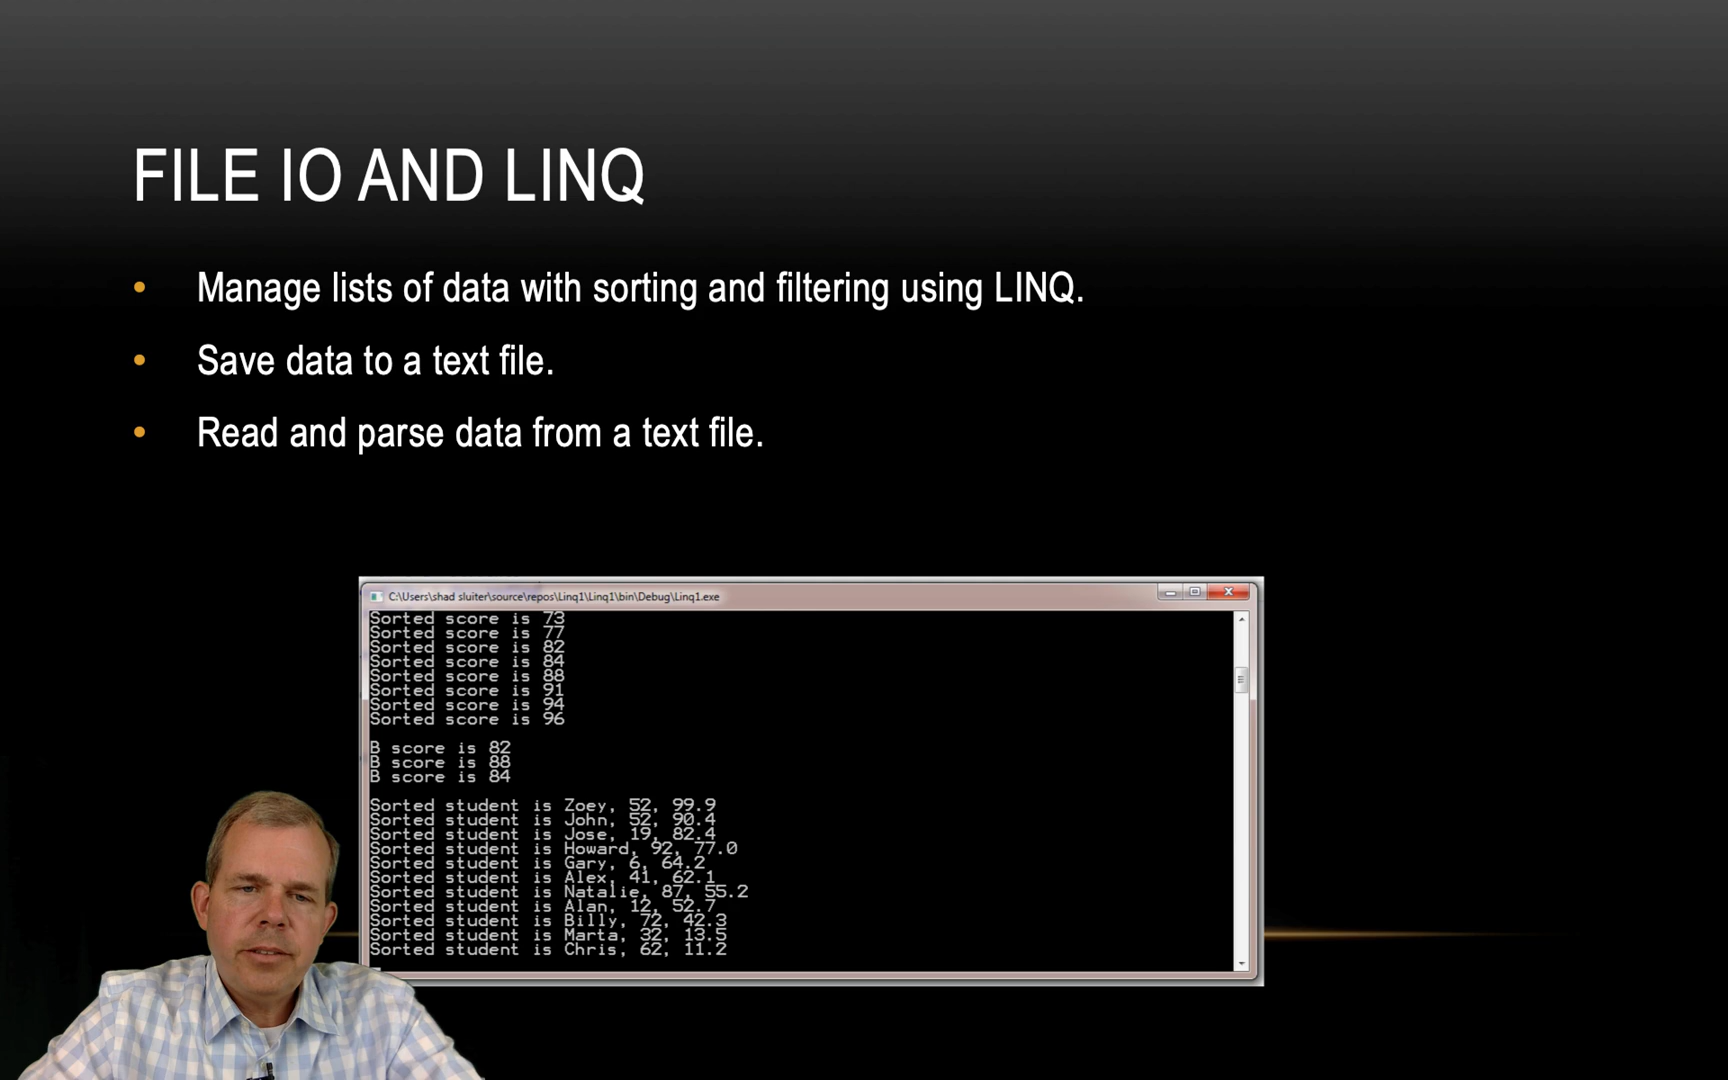 FILE IO AND LINQ
• Manage lists of data with sorting and filtering using LINQ.
• Save data to a text file.
• Read and parse data from a text file.
C:\Users\shad sluiter\source\repos\Linq1\Linq1\bin\Debug\Linq1.exe
Sorted score is 73
Sorted score is 77
Sorted score is 82
Sorted score is 84
Sorted score is 88
Sorted score is 91
Sorted score is 94
Sorted score is 96
B score is 82
B score is 88
B score is 84
Sorted student is Zoey, 52, 99.9
Sorted student is John, 52, 90.4
Sorted student is Jose, 19, 82.4
Sorted student is Howard, 92, 77.0
Sorted student is Gary, 6, 64.2
Sorted student is Alex, 41, 62.1
Sorted student is Natalie, 87, 55.2
Sorted student is Alan, 12, 52.7
Sorted student is Billy, 72, 42.3
Sorted student is Marta, 32, 13.5
Sorted student is Chris, 62, 11.2